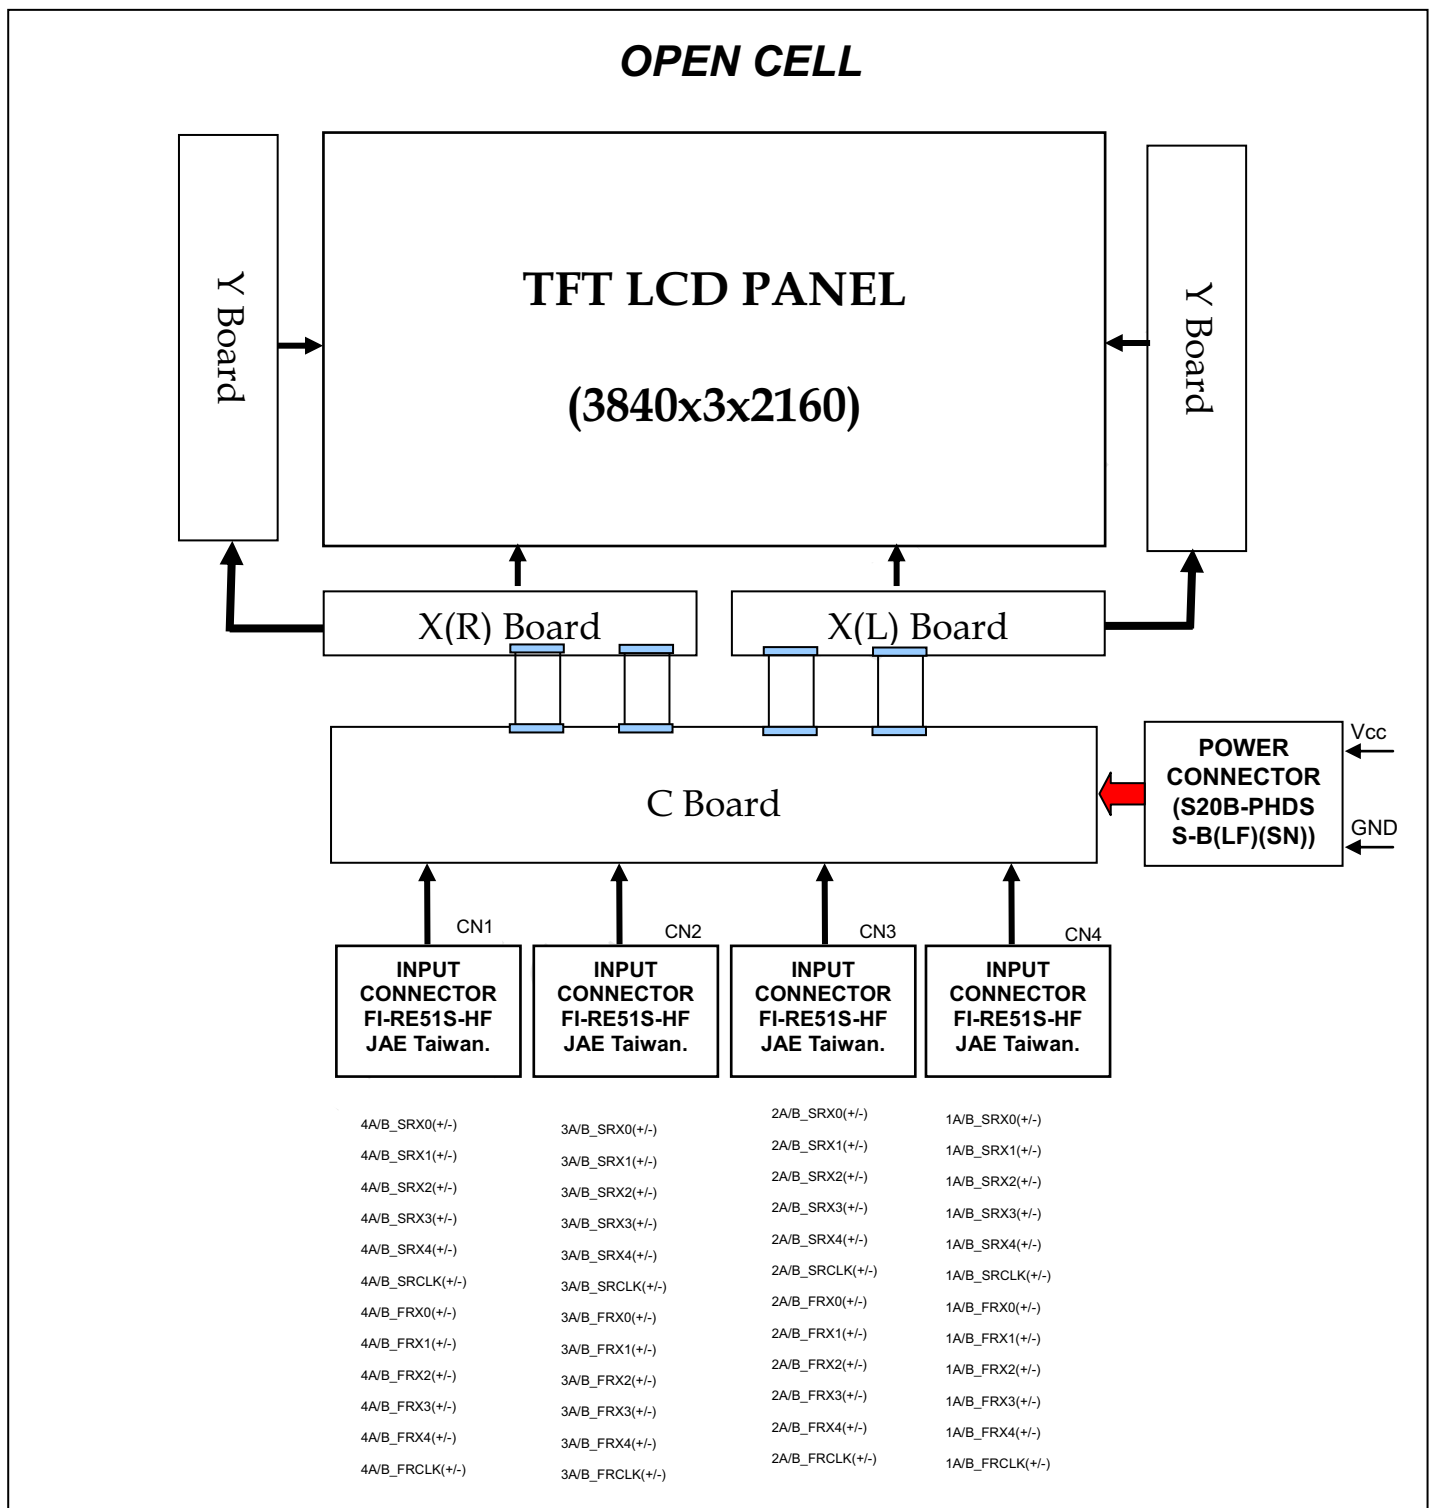 OPEN CELL
Y Board
TFT LCD PANEL
(3840x3x2160)
Y Board
X(R) Board
X(L) Board
C Board
POWER
CONNECTOR
(S20B-PHDS
S-B(LF)(SN))
Vcc
GND
CN1
CN2
CN3
CN4
INPUT
CONNECTOR
FI-RE51S-HF
JAE Taiwan.
INPUT
CONNECTOR
FI-RE51S-HF
JAE Taiwan.
INPUT
CONNECTOR
FI-RE51S-HF
JAE Taiwan.
INPUT
CONNECTOR
FI-RE51S-HF
JAE Taiwan.
4A/B_SRX0(+/-)
4A/B_SRX1(+/-)
4A/B_SRX2(+/-)
4A/B_SRX3(+/-)
4A/B_SRX4(+/-)
4A/B_SRCLK(+/-)
4A/B_FRX0(+/-)
4A/B_FRX1(+/-)
4A/B_FRX2(+/-)
4A/B_FRX3(+/-)
4A/B_FRX4(+/-)
4A/B_FRCLK(+/-)
3A/B_SRX0(+/-)
3A/B_SRX1(+/-)
3A/B_SRX2(+/-)
3A/B_SRX3(+/-)
3A/B_SRX4(+/-)
3A/B_SRCLK(+/-)
3A/B_FRX0(+/-)
3A/B_FRX1(+/-)
3A/B_FRX2(+/-)
3A/B_FRX3(+/-)
3A/B_FRX4(+/-)
3A/B_FRCLK(+/-)
2A/B_SRX0(+/-)
2A/B_SRX1(+/-)
2A/B_SRX2(+/-)
2A/B_SRX3(+/-)
2A/B_SRX4(+/-)
2A/B_SRCLK(+/-)
2A/B_FRX0(+/-)
2A/B_FRX1(+/-)
2A/B_FRX2(+/-)
2A/B_FRX3(+/-)
2A/B_FRX4(+/-)
2A/B_FRCLK(+/-)
1A/B_SRX0(+/-)
1A/B_SRX1(+/-)
1A/B_SRX2(+/-)
1A/B_SRX3(+/-)
1A/B_SRX4(+/-)
1A/B_SRCLK(+/-)
1A/B_FRX0(+/-)
1A/B_FRX1(+/-)
1A/B_FRX2(+/-)
1A/B_FRX3(+/-)
1A/B_FRX4(+/-)
1A/B_FRCLK(+/-)